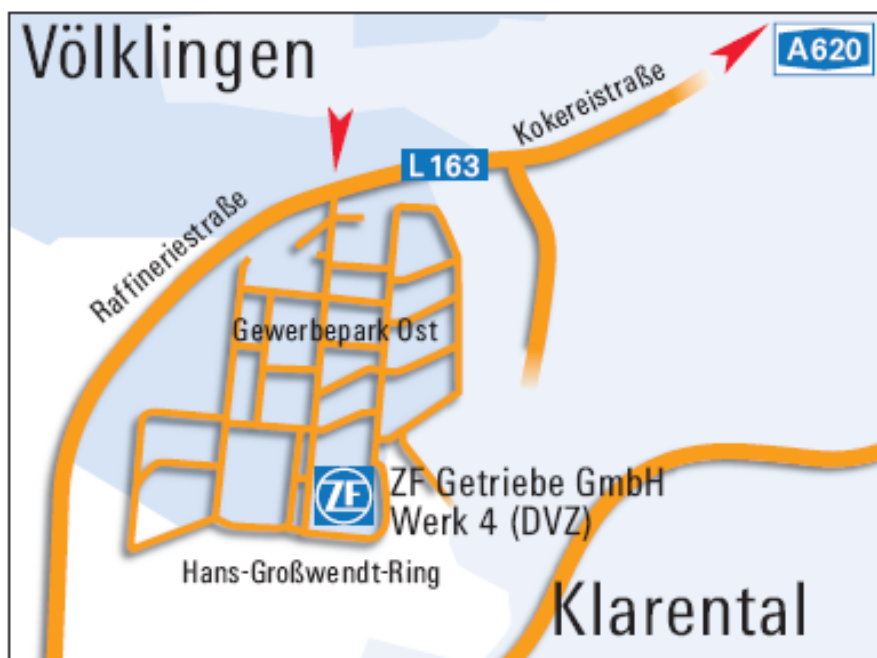 Völklingen
A620
Kokereistraße
L 163
Raffineriestraße
Gewerbepark Ost
ZF
ZF Getriebe GmbH
Werk 4 (DVZ)
Hans-Großwendt-Ring
Klarental